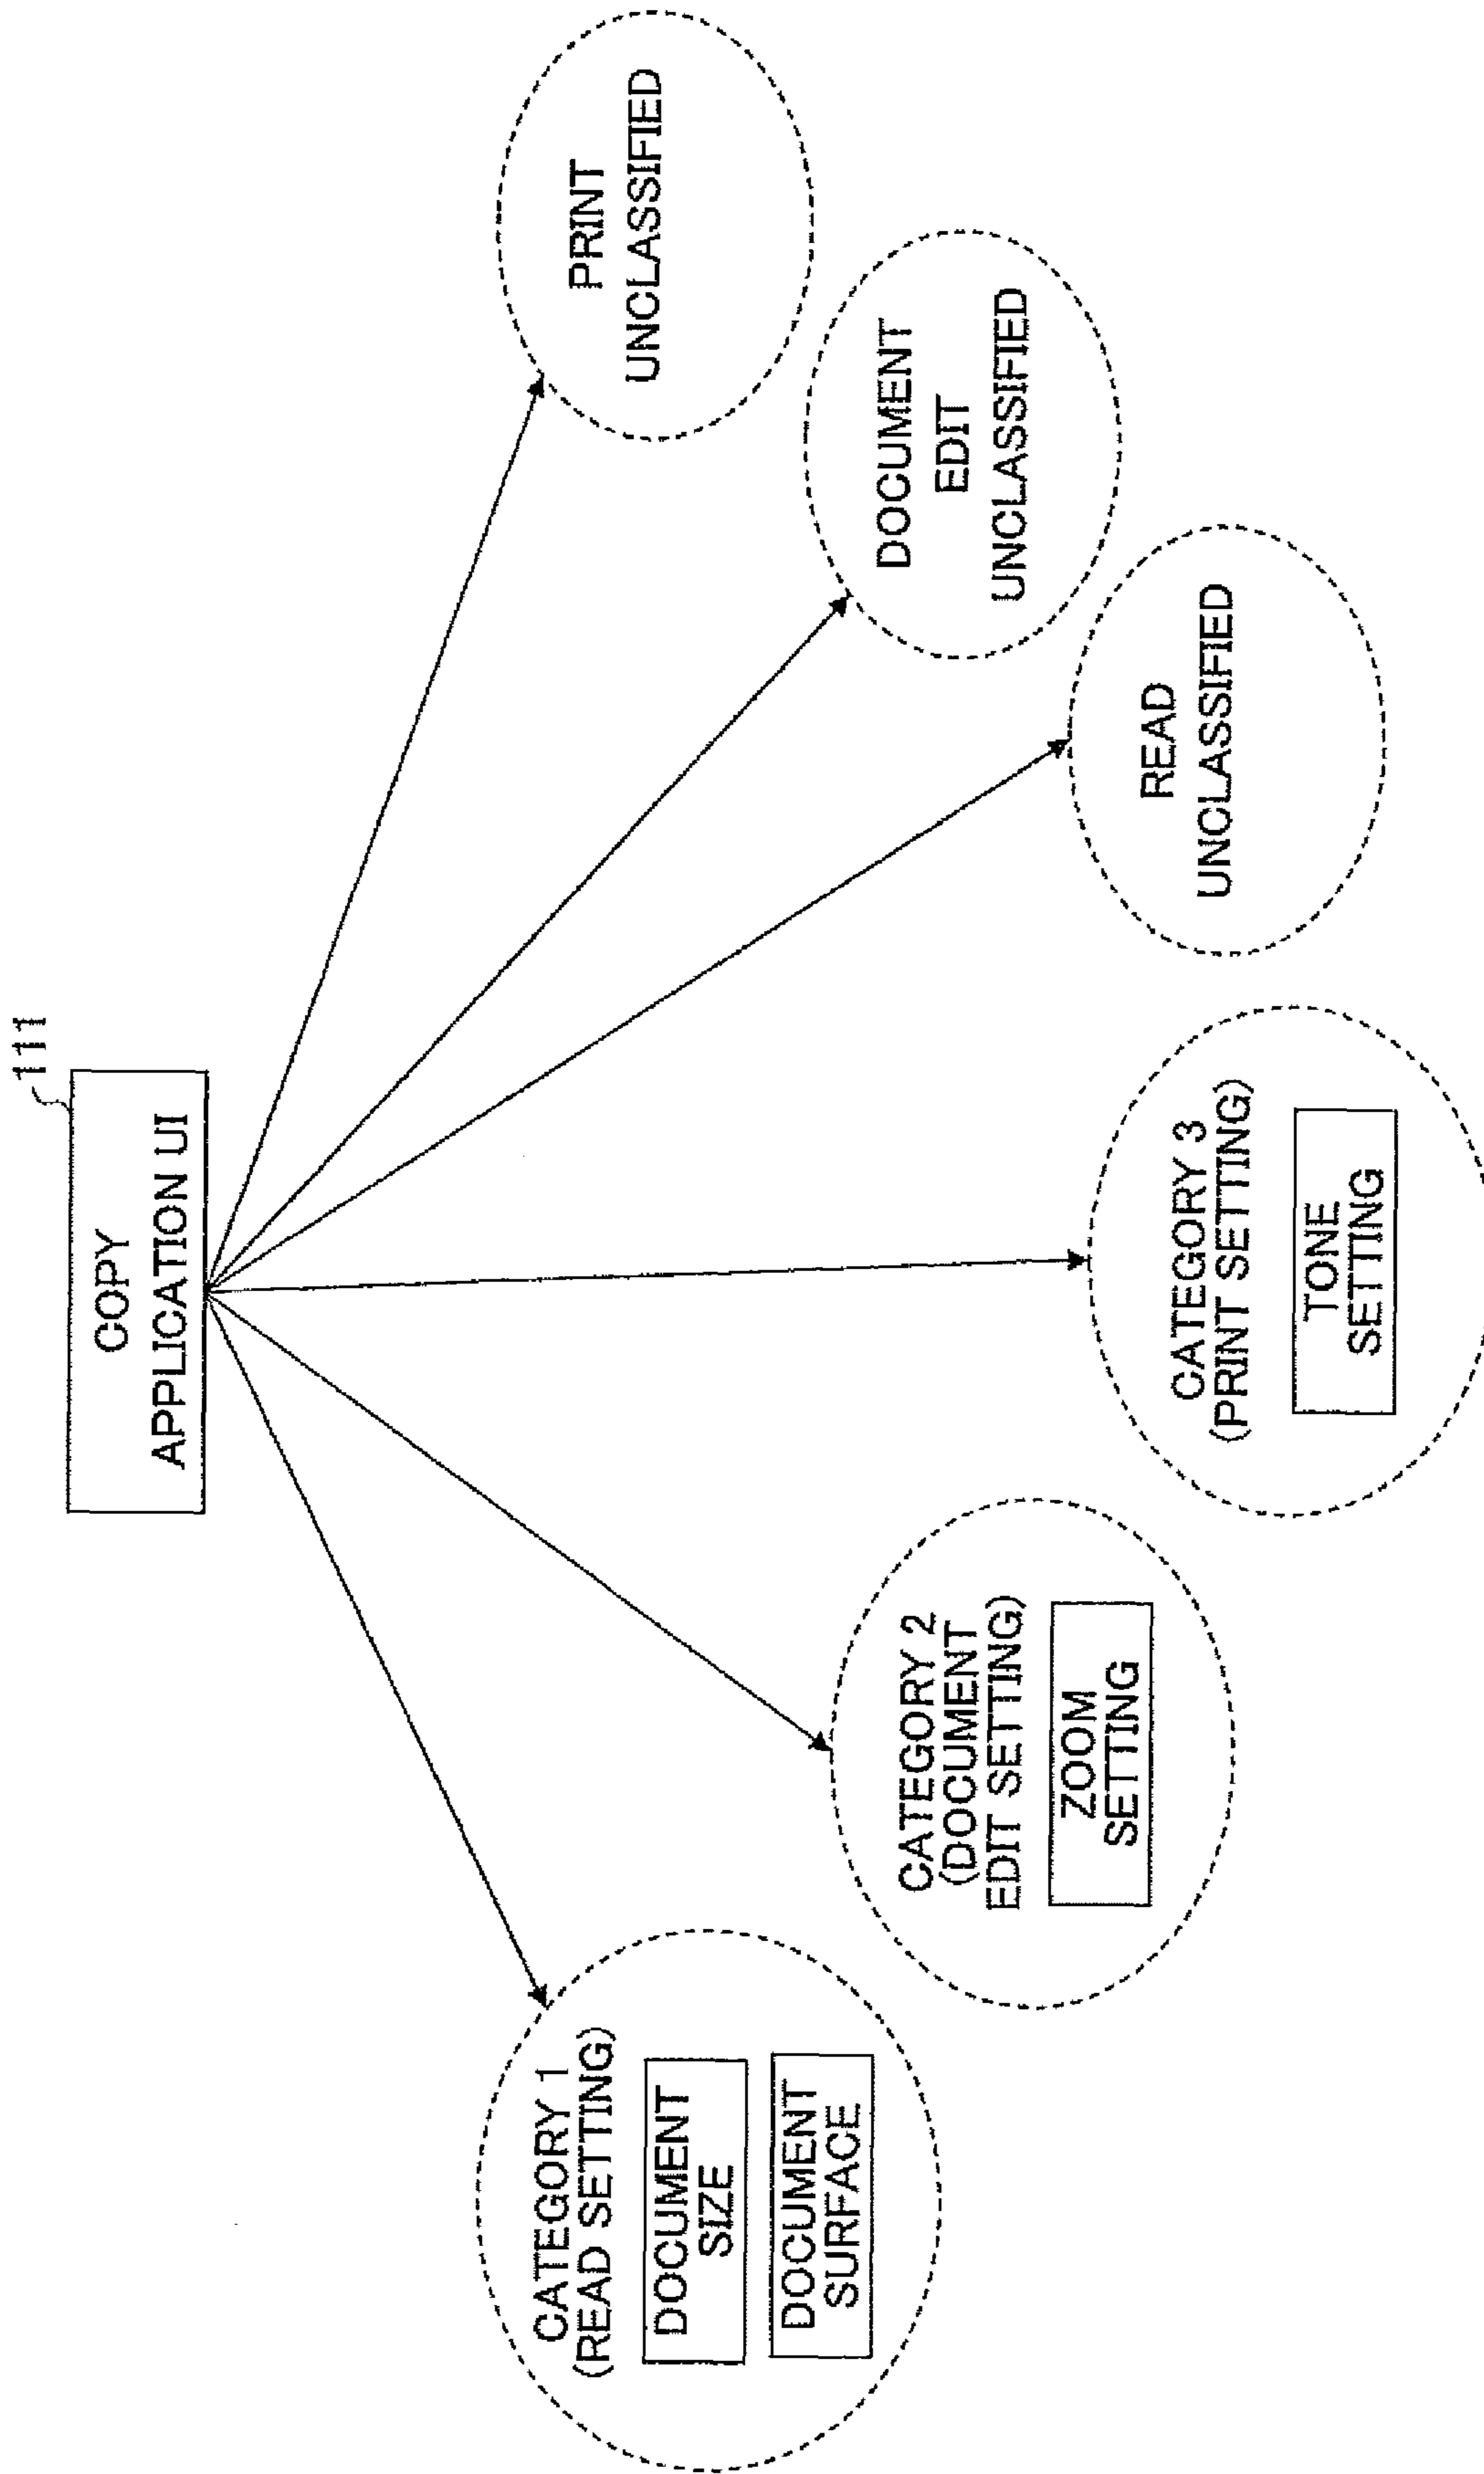 111
COPY
APPLICATION UI
CATEGORY 1
(READ SETTING)
DOCUMENT
SIZE
DOCUMENT
SURFACE
CATEGORY 2
(DOCUMENT
EDIT SETTING)
ZOOM
SETTING
CATEGORY 3
(PRINT SETTING)
TONE
SETTING
READ
UNCLASSIFIED
DOCUMENT
EDIT
UNCLASSIFIED
PRINT
UNCLASSIFIED